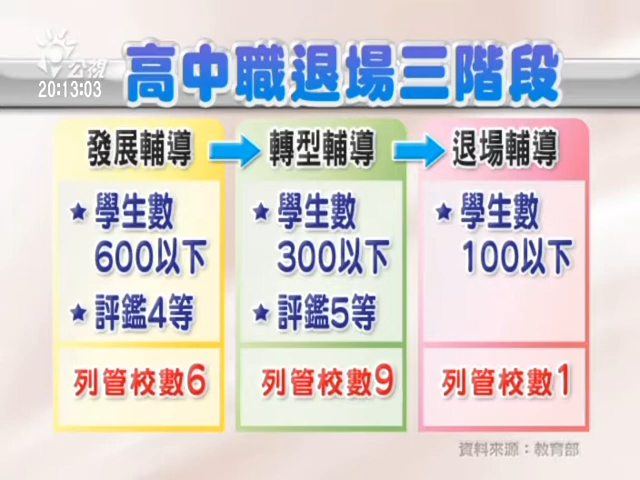 公視
20:13:03
高中職退場三階段
發展輔導
★ 學生數
600以下
★ 評鑑4等
列管校數6
轉型輔導
★ 學生數
300以下
★ 評鑑5等
列管校數9
退場輔導
★ 學生數
100以下
列管校數1
資料來源：教育部